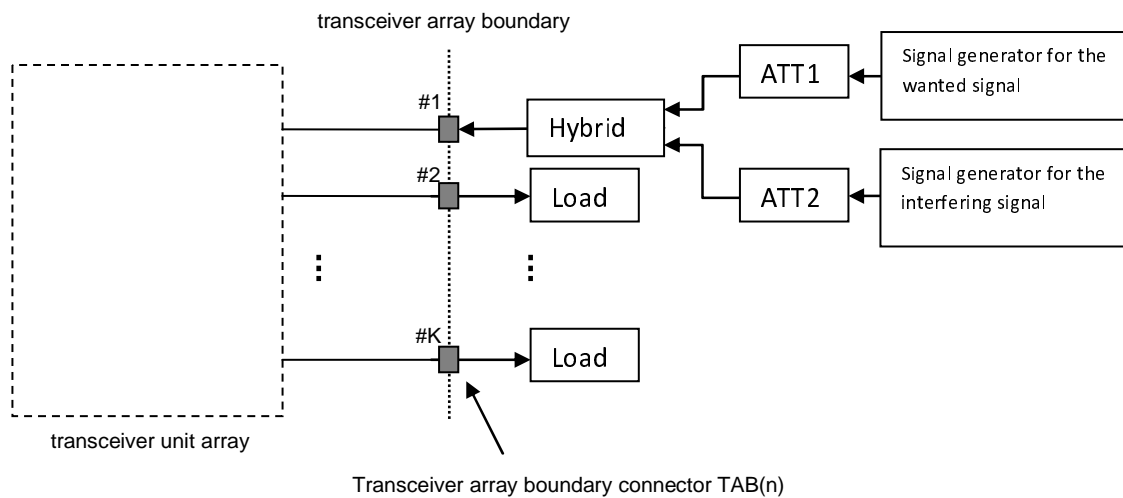 transceiver array boundary
Signal generator for the
wanted signal
ATT1
#1
Hybrid
#2
Load
ATT2
Signal generator for the
interfering signal
#K
Load
transceiver unit array
Transceiver array boundary connector TAB(n)